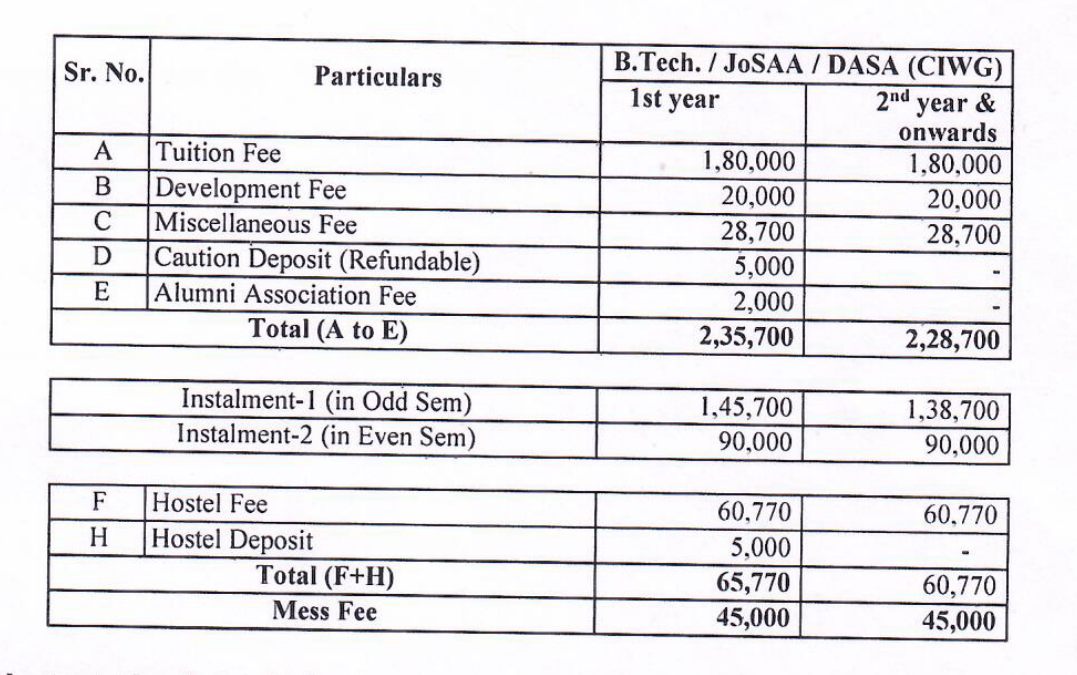 Sr. No. Particulars B.Tech. / JoSAA / DASA (CIWG)
1st year 2nd year &
onwards
A Tuition Fee 1,80,000 1,80,000
B Development Fee 20,000 20,000
C Miscellaneous Fee 28,700 28,700
D Caution Deposit (Refundable) 5,000 -
E Alumni Association Fee 2,000 -
Total (A to E) 2,35,700 2,28,700
Instalment-1 (in Odd Sem) 1,45,700 1,38,700
Instalment-2 (in Even Sem) 90,000 90,000
F Hostel Fee 60,770 60,770
H Hostel Deposit 5,000 -
Total (F+H) 65,770 60,770
Mess Fee 45,000 45,000